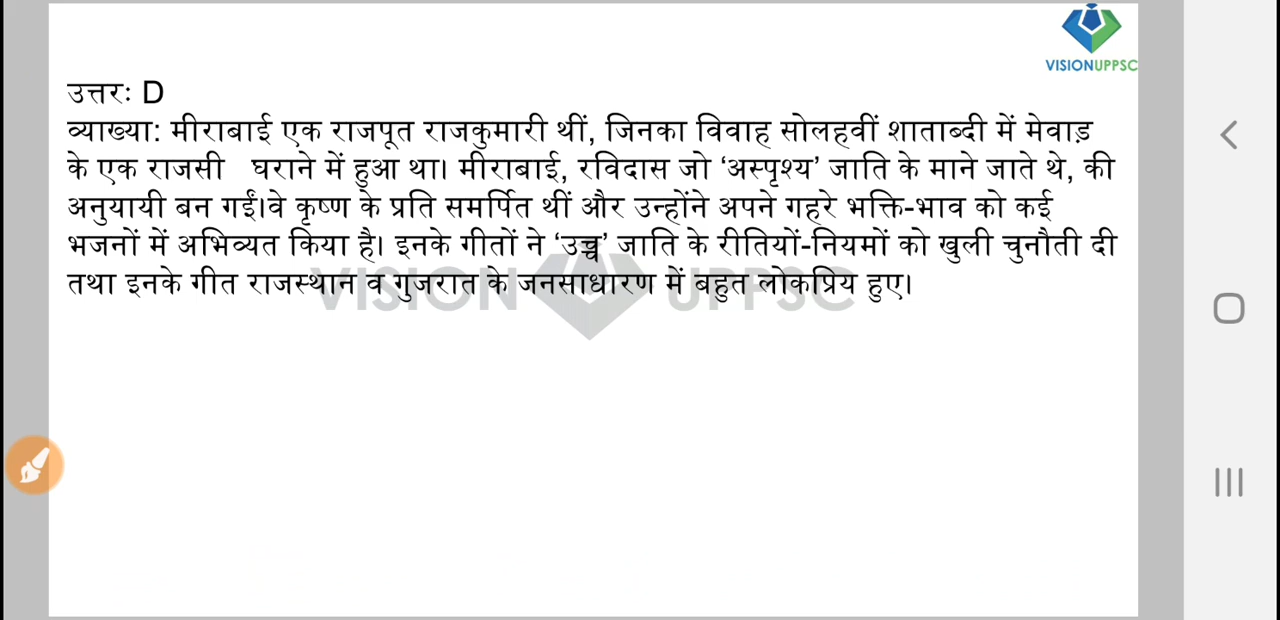 VISIONUPPSC
उत्तरः D
व्याख्या: मीराबाई एक राजपूत राजकुमारी थीं, जिनका विवाह सोलहवीं शाताब्दी में मेवाड़
के एक राजसी घराने में हुआ था। मीराबाई, रविदास जो ‘अस्पृश्य’ जाति के माने जाते थे, की
अनुयायी बन गईं।वे कृष्ण के प्रति समर्पित थीं और उन्होंने अपने गहरे भक्ति-भाव को कई
भजनों में अभिव्यत किया है। इनके गीतों ने ‘उच्च’ जाति के रीतियों-नियमों को खुली चुनौती दी
तथा इनके गीत राजस्थान व गुजरात के जनसाधारण में बहुत लोकप्रिय हुए।
VISION UPPSC